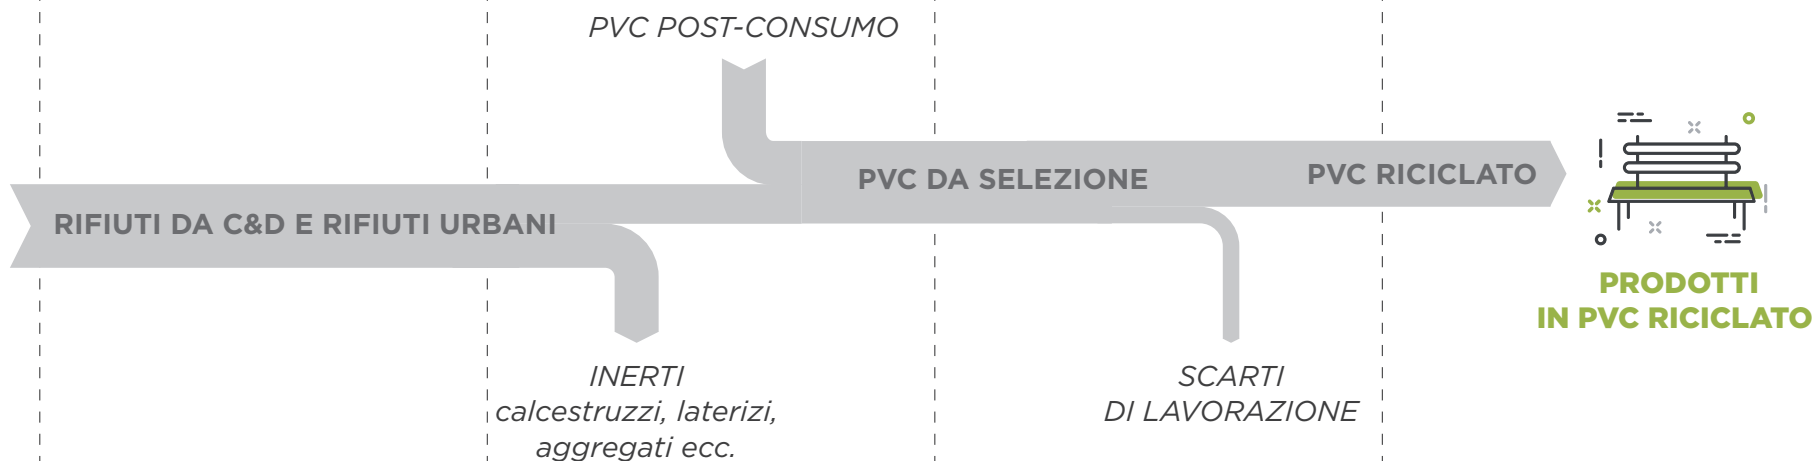 PVC POST-CONSUMO
RIFIUTI DA C&D E RIFIUTI URBANI
PVC DA SELEZIONE
PVC RICICLATO
PRODOTTI
IN PVC RICICLATO
INERTI
calcestruzzi, laterizi,
aggregati ecc.
SCARTI
DI LAVORAZIONE